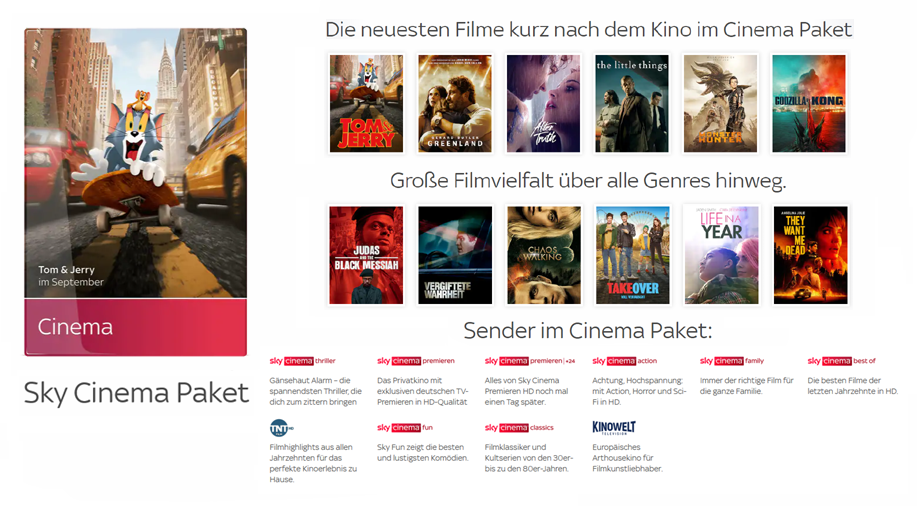 Die neuesten Filme kurz nach dem Kino im Cinema Paket
TOM & JERRY
GERARD BUTLER
GREENLAND
After Truth
the little things
MONSTER HUNTER
GODZILLA KONG
Große Filmvielfalt über alle Genres hinweg.
JUDAS
AND THE
BLACK MESSIAH
VERGIFTETE
WAHRHEIT
CHAOS
WALKING
TAKEOVER
LIFE IN A
YEAR
ANGELINA JOLIE
THEY
WANT
ME
DEAD
Tom & Jerry
im September
Cinema
Sky Cinema Paket
Sender im Cinema Paket:
sky cinema thriller
Gänsehaut Alarm – die
spannendsten Thriller, die
dich zum zittern bringen
sky cinema premieren
Das Privatkino mit
exklusiven deutschen TV-
Premieren in HD-Qualität
sky cinema premieren +24
Alles von Sky Cinema
Premieren HD noch mal
einen Tag später.
sky cinema action
Achtung, Hochspannung:
mit Action, Horror und Sci-
Fi in HD.
sky cinema family
Immer der richtige Film für
die ganze Familie.
sky cinema best of
Die besten Filme der
letzten Jahrzehnte in HD.
TNT HD
Filmhighlights aus allen
Jahrzehnten für das
perfekte Kinoerlebnis zu
Hause.
sky cinema fun
Sky Fun zeigt die besten
und lustigsten Komödien.
sky cinema classics
Filmklassiker und
Kultserien von den 30er-
bis zu den 80er-Jahren.
KINOWELT
TELEVISION
Europäisches
Arthousekino für
Filmkunstliebhaber.